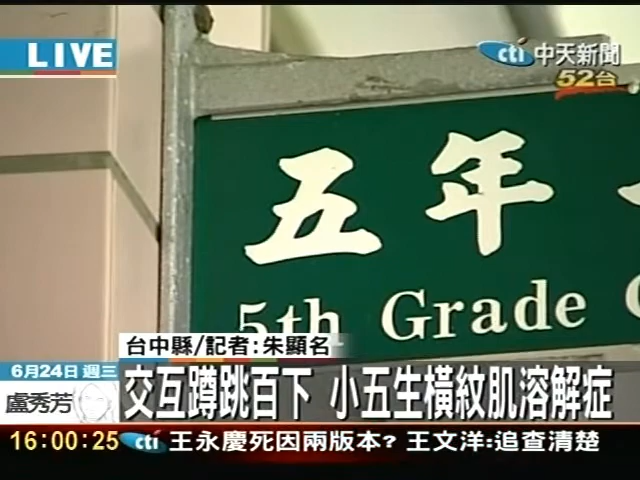 LIVE
cti 中天新聞
52台
五年
5th Grade
台中縣/記者:朱顯名
6月24日 週三
交互蹲跳百下 小五生橫紋肌溶解症
盧秀芳
16:00:25 cti 王永慶死因兩版本? 王文洋:追查清楚